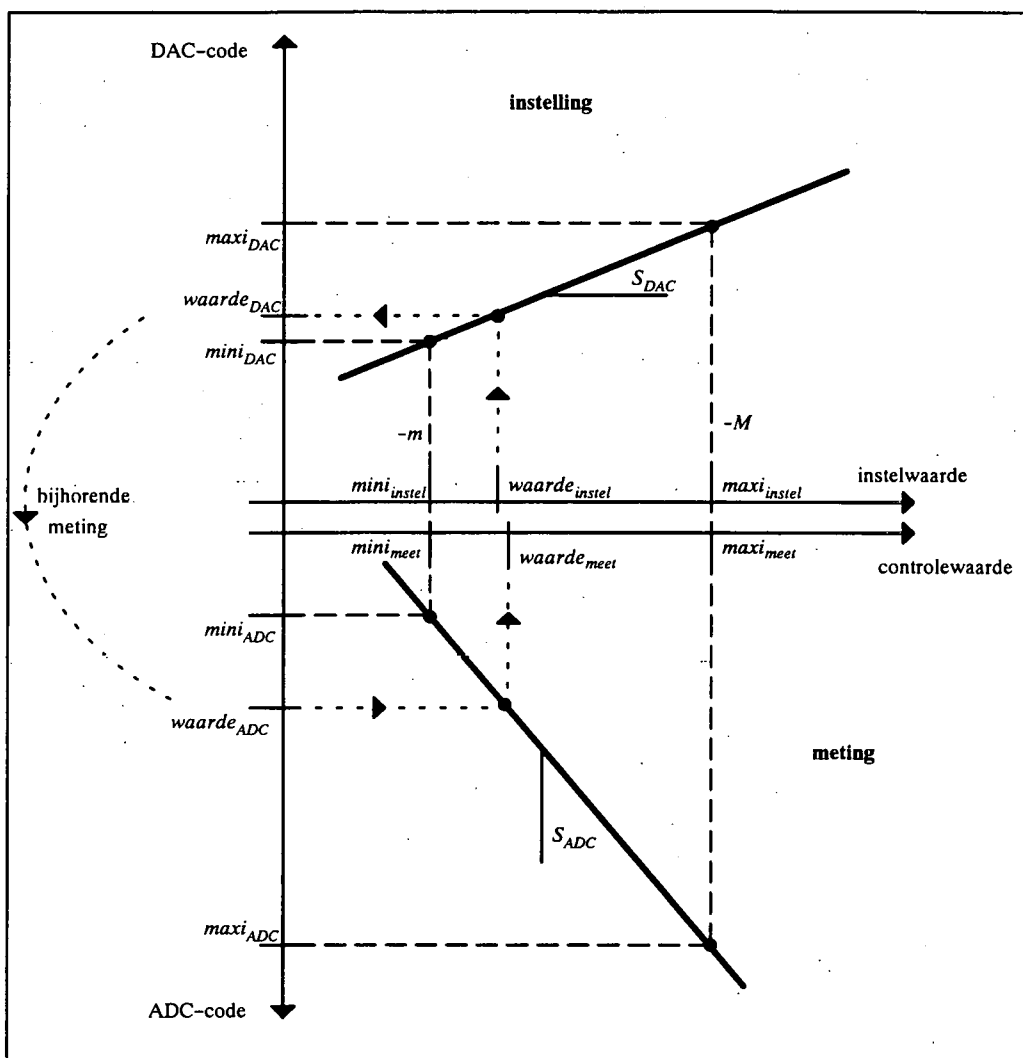 DAC-code
instelling
maxi_DAC
S_DAC
waarde_DAC
mini_DAC
-m
-M
mini_instel
waarde_instel
maxi_instel
instelwaarde
bijhorende
meting
mini_meet
waarde_meet
maxi_meet
controlewaarde
mini_ADC
waarde_ADC
meting
S_ADC
maxi_ADC
ADC-code